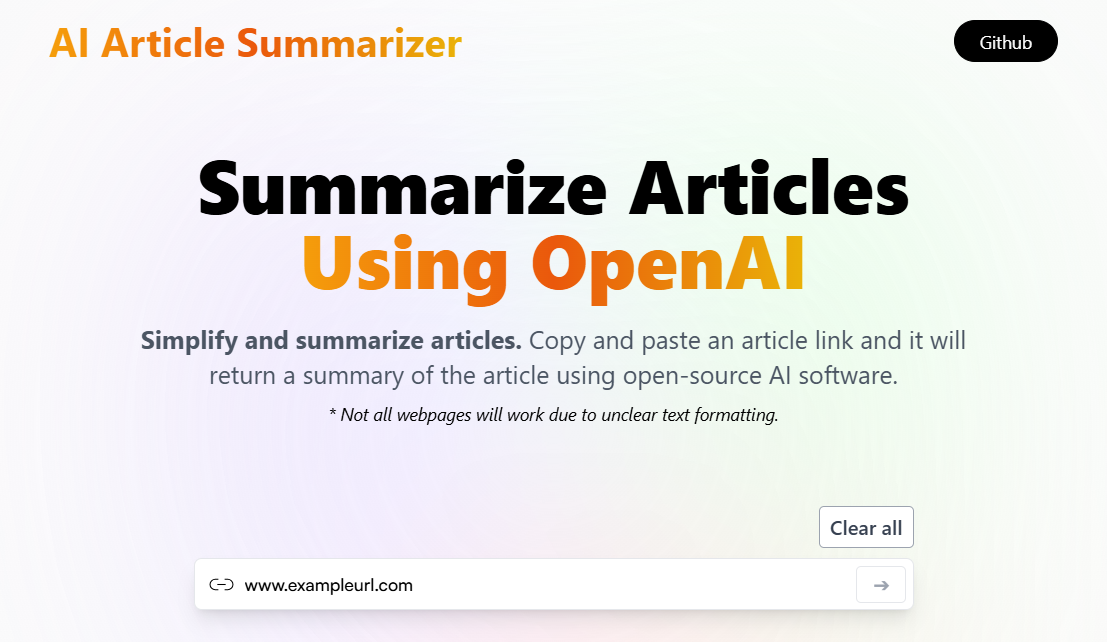 AI Article Summarizer
Github
Summarize Articles
Using OpenAI
Simplify and summarize articles. Copy and paste an article link and it will
return a summary of the article using open-source AI software.
* Not all webpages will work due to unclear text formatting.
Clear all
www.exampleurl.com